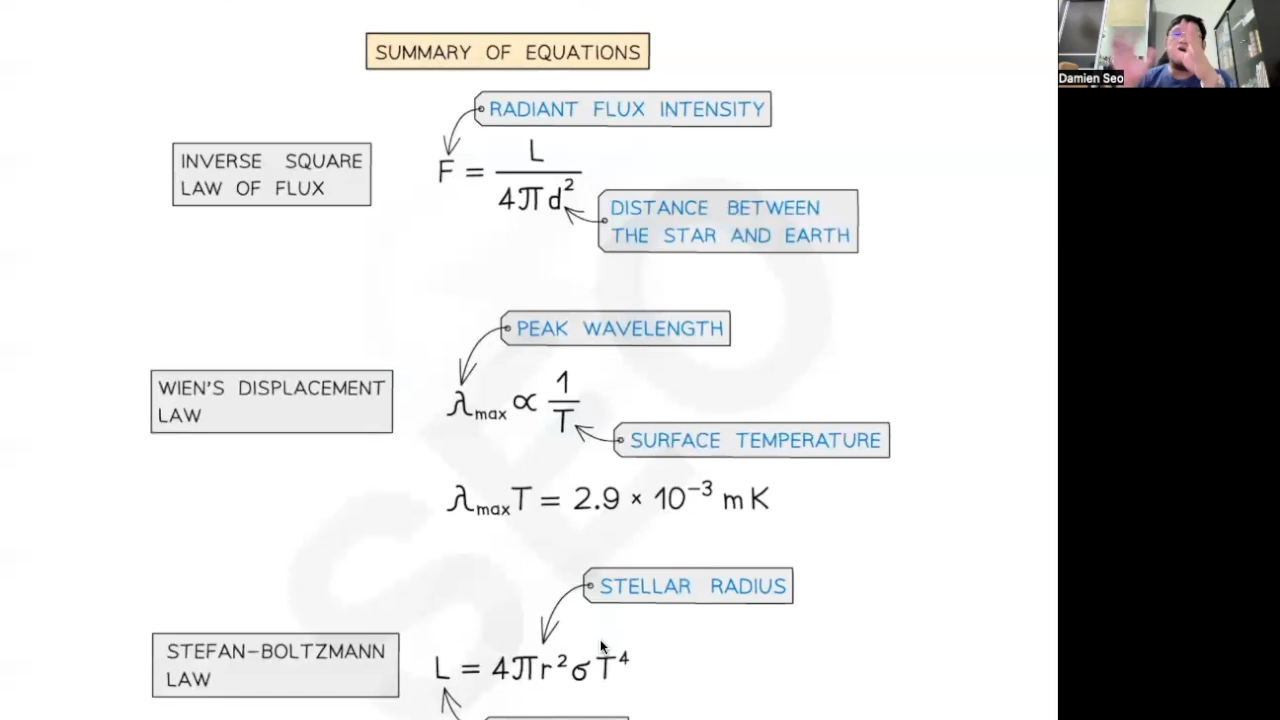 SUMMARY OF EQUATIONS
RADIANT FLUX INTENSITY
INVERSE SQUARE
LAW OF FLUX
F = L / 4πd²
DISTANCE BETWEEN
THE STAR AND EARTH
PEAK WAVELENGTH
WIEN'S DISPLACEMENT
LAW
λmax ∝ 1/T
SURFACE TEMPERATURE
λmax T = 2.9 × 10⁻³ m K
STELLAR RADIUS
STEFAN-BOLTZMANN
LAW
L = 4πr²σT⁴
SEO
Damien Seo